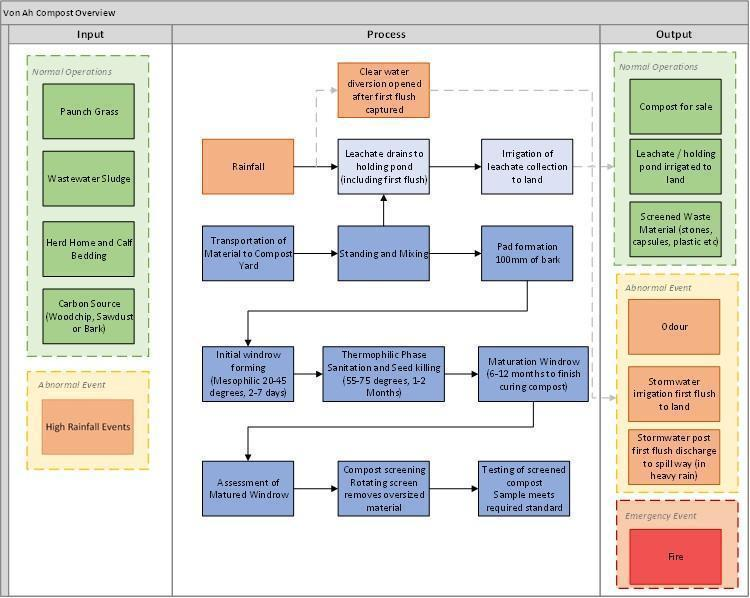 Von Ah Compost Overview
Input
Process
Output
Normal Operations
Paunch Grass
Wastewater Sludge
Herd Home and Calf
Bedding
Carbon Source
(Woodchip, Sawdust
or Bark)
Abnormal Event
High Rainfall Events
Clear water
diversion opened
after first flush
captured
Rainfall
Leachate drains to
holding pond
(including first flush)
Irrigation of
leachate collection
to land
Transportation of
Material to Compost
Yard
Standing and Mixing
Pad formation
100mm of bark
Initial windrow
forming
(Mesophilic 20-45
degrees, 2-7 days)
Thermophilic Phase
Sanitation and Seed killing
(55-75 degrees, 1-2
Months)
Maturation Windrow
(6-12 months to finish
curing compost)
Assessment of
Matured Windrow
Compost screening
Rotating screen
removes oversized
material
Testing of screened
compost
Sample meets
required standard
Normal Operations
Compost for sale
Leachate / holding
pond irrigated to
land
Screened Waste
Material (stones,
capsules, plastic etc)
Abnormal Event
Odour
Stormwater
irrigation first flush
to land
Stormwater post
first flush discharge
to spill way (in
heavy rain)
Emergency Event
Fire